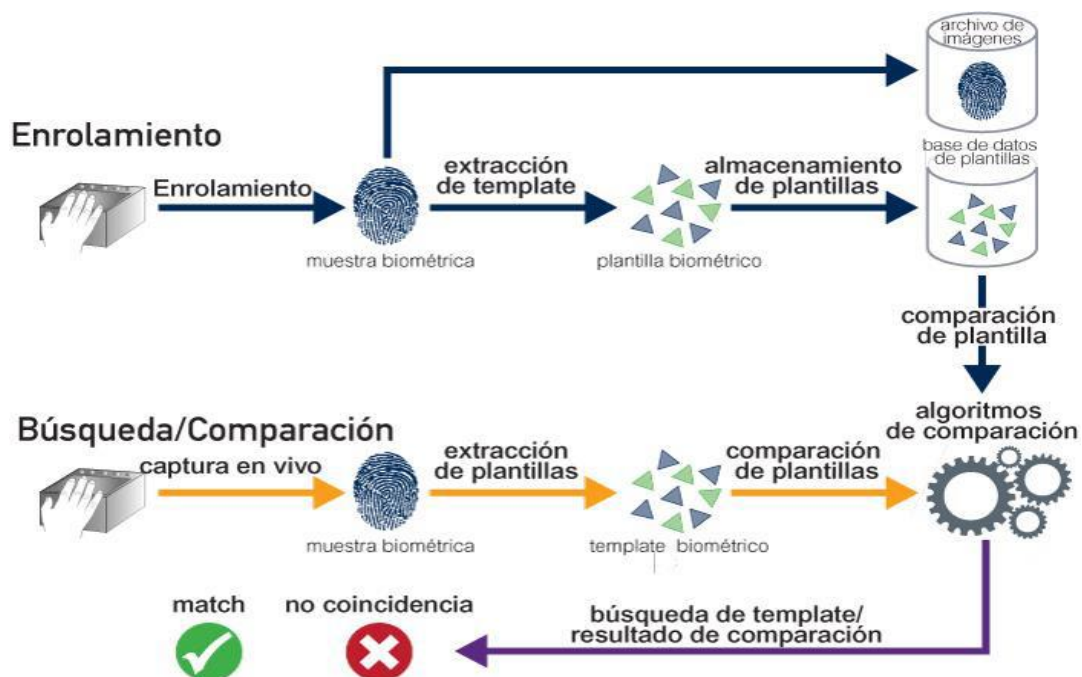 archivo de
imágenes
Enrolamiento
Enrolamiento
extracción
de template
almacenamiento
de plantillas
base de datos
de plantillas
muestra biométrica
plantilla biométrico
comparación
de plantilla
algoritmos
de comparación
Búsqueda/Comparación
captura en vivo
extracción
de plantillas
comparación
de plantillas
muestra biométrica
template biométrico
match
no coincidencia
búsqueda de template/
resultado de comparación